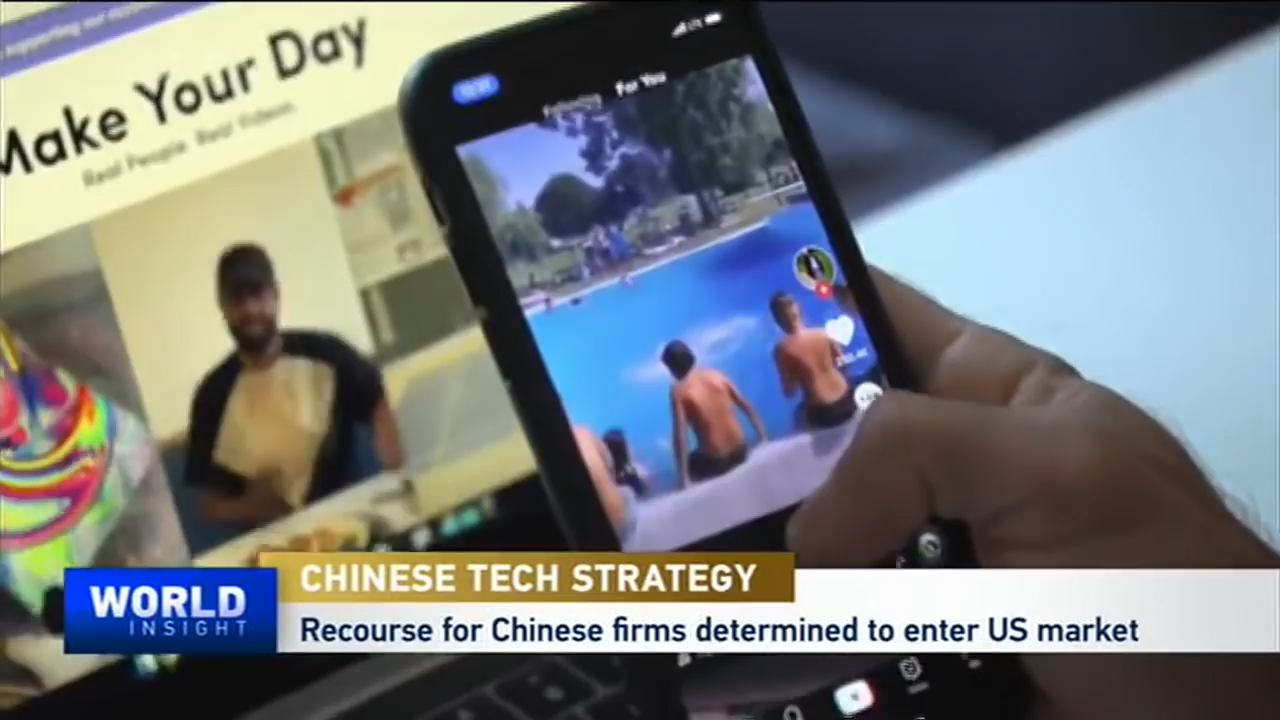 Make Your Day
Real People. Real Videos.
Following For You
WORLD
INSIGHT
CHINESE TECH STRATEGY
Recourse for Chinese firms determined to enter US market